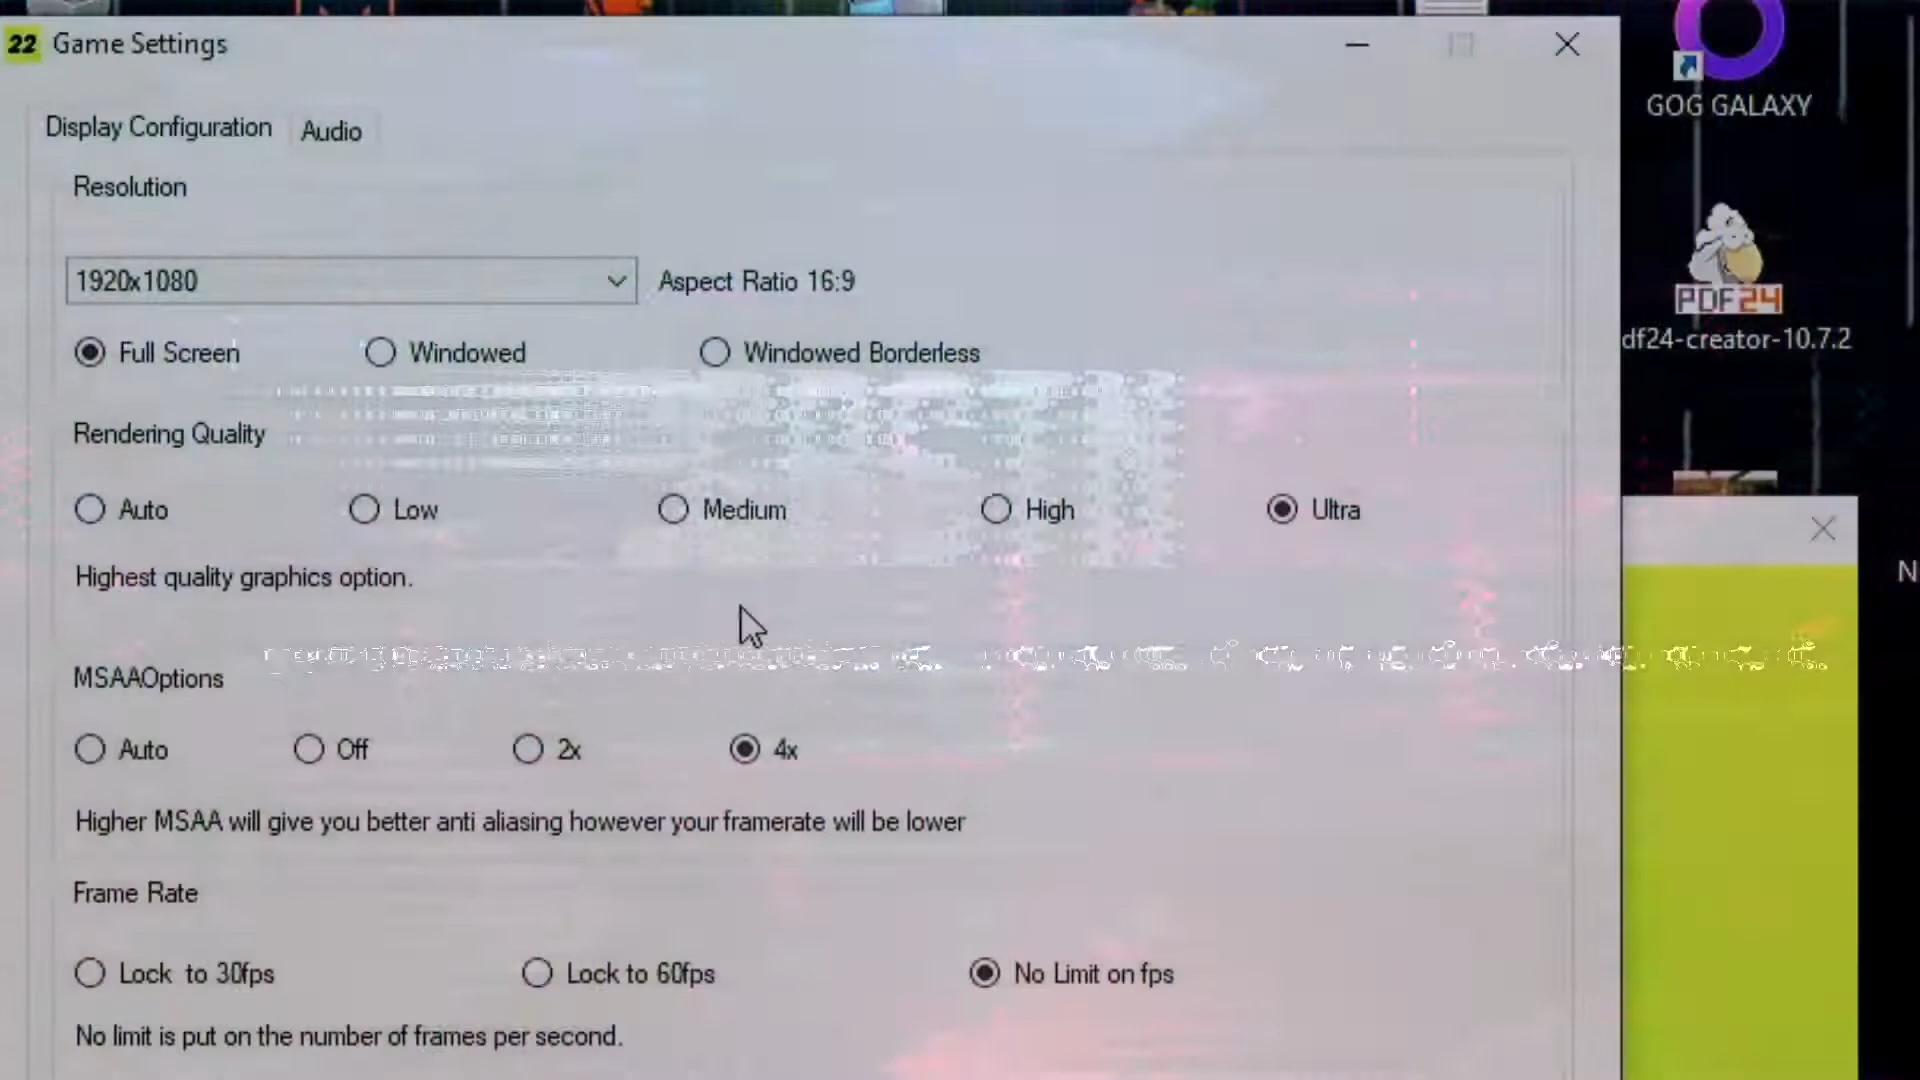 22 Game Settings
GOG GALAXY
Display Configuration Audio
Resolution
1920x1080 Aspect Ratio 16:9
PDF24
df24-creator-10.7.2
Full Screen Windowed Windowed Borderless
Rendering Quality
Auto Low Medium High Ultra
N
Highest quality graphics option.
MSAAOptions
Auto Off 2x 4x
Higher MSAA will give you better anti aliasing however your framerate will be lower
Frame Rate
Lock to 30fps Lock to 60fps No Limit on fps
No limit is put on the number of frames per second.